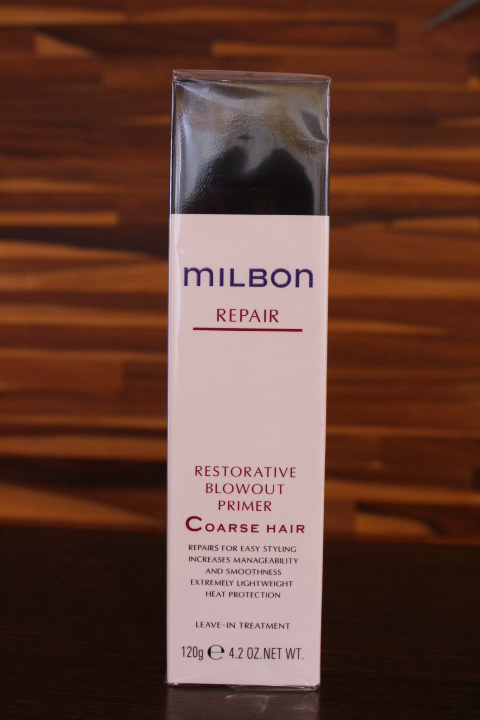 MILBON
REPAIR
RESTORATIVE
BLOWOUT
PRIMER
COARSE HAIR
REPAIRS FOR EASY STYLING
INCREASES MANAGEABILITY
AND SMOOTHNESS
EXTREMELY LIGHTWEIGHT
HEAT PROTECTION
LEAVE-IN TREATMENT
120g ℮ 4.2 OZ.NET WT.